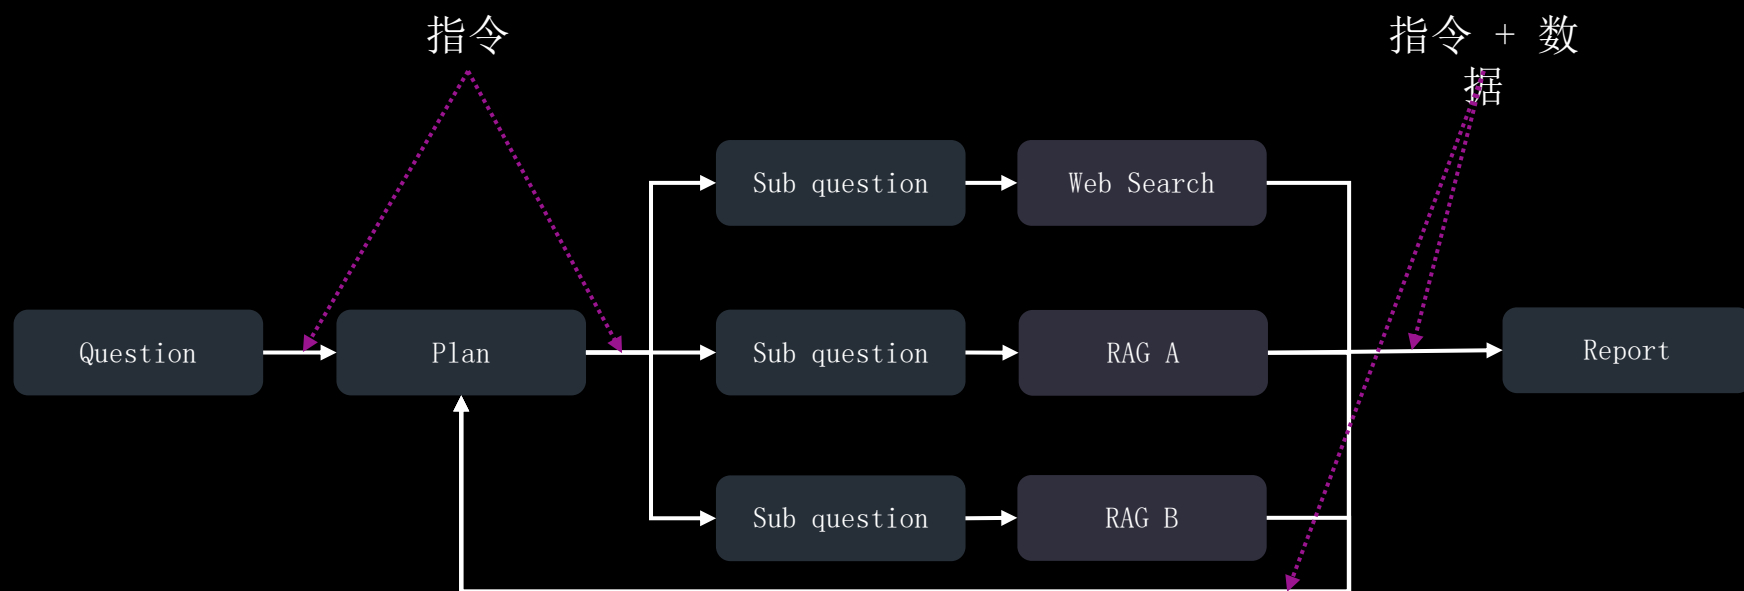 指令
指令 + 数
据
Sub question
Web Search
Question
Plan
Sub question
RAG A
Report
Sub question
RAG B